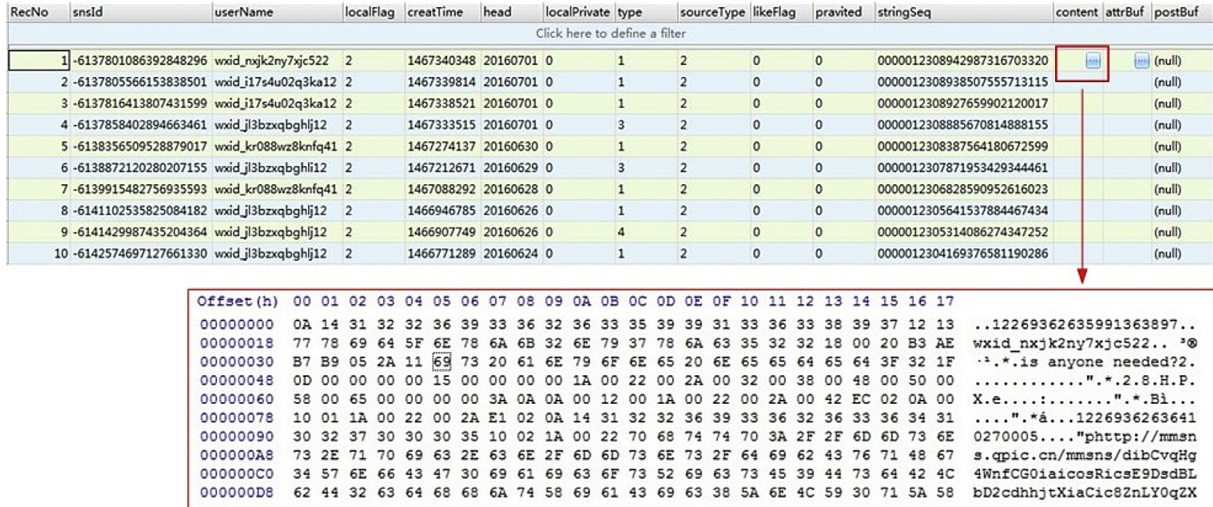 RecNo snsId userName localFlag creatTime head localPrivate type sourceType likeFlag pravited stringSeq content attrBuf postBuf
Click here to define a filter
1 -6137801086392848296 wxid_nxjk2ny7xjc522 2 1467340348 20160701 0 1 2 0 0 0000012308942987316703320 (null)
2 -6137805566153838501 wxid_i17s4u02q3ka12 2 1467339814 20160701 0 1 2 0 0 0000012308938507555713115 (null)
3 -6137816413807431599 wxid_i17s4u02q3ka12 2 1467338521 20160701 0 1 2 0 0 0000012308927659902120017 (null)
4 -6137858402894663461 wxid_jl3bzxqbghlj12 2 1467333515 20160701 0 3 2 0 0 0000012308885670814888155 (null)
5 -6138356509528879017 wxid_kr088wz8knfq41 2 1467274137 20160630 0 1 2 0 0 0000012308387564180672599 (null)
6 -6138872120280207155 wxid_jl3bzxqbghlj12 2 1467212671 20160629 0 3 2 0 0 0000012307871953429344461 (null)
7 -6139915482756935593 wxid_kr088wz8knfq41 2 1467088292 20160628 0 1 2 0 0 0000012306828590952616023 (null)
8 -6141102535825084182 wxid_jl3bzxqbghlj12 2 1466946785 20160626 0 1 2 0 0 0000012305641537884467434 (null)
9 -6141429987435204364 wxid_jl3bzxqbghlj12 2 1466907749 20160626 0 4 2 0 0 0000012305314086274347252 (null)
10 -6142574697127661330 wxid_jl3bzxqbghlj12 2 1466771289 20160624 0 1 2 0 0 0000012304169376581190286 (null)
Offset(h) 00 01 02 03 04 05 06 07 08 09 0A 0B 0C 0D 0E 0F 10 11 12 13 14 15 16 17
00000000 0A 14 31 32 32 36 39 33 36 32 36 33 35 39 39 31 33 36 33 38 39 37 12 13 ..12269362635991363897..
00000018 77 78 69 64 5F 6E 78 6A 6B 32 6E 79 37 78 6A 63 35 32 32 18 00 20 B3 AE wxid_nxjk2ny7xjc522.. ³®
00000030 B7 B9 05 2A 11 69 73 20 61 6E 79 6F 6E 65 20 6E 65 65 64 65 64 3F 32 1F ·¹.*.is anyone needed?2.
00000048 0D 00 00 00 00 15 00 00 00 00 1A 00 22 00 2A 00 32 00 38 00 48 00 50 00 ............".*.2.8.H.P.
00000060 58 00 65 00 00 00 00 3A 0A 0A 00 12 00 1A 00 22 00 2A 00 42 EC 02 0A 00 X.e....:.......".*.Bì...
00000078 10 01 1A 00 22 00 2A E1 02 0A 14 31 32 32 36 39 33 36 32 36 33 36 34 31 ....".*á...1226936263641
00000090 30 32 37 30 30 30 35 10 02 1A 00 22 70 68 74 74 70 3A 2F 2F 6D 6D 73 6E 0270005...."phttp://mmsn
000000A8 73 2E 71 70 69 63 2E 63 6E 2F 6D 6D 73 6E 73 2F 64 69 62 43 76 71 48 67 s.qpic.cn/mmsns/dibCvqHg
000000C0 34 57 6E 66 43 47 30 69 61 69 63 6F 73 52 69 63 73 45 39 44 73 64 42 4C 4WnfCG0iaicosRicsE9DsdBL
000000D8 62 44 32 63 64 68 68 6A 74 58 69 61 43 69 63 38 5A 6E 4C 59 30 71 5A 58 bD2cdhhjtXiaCic8ZnLY0qZX